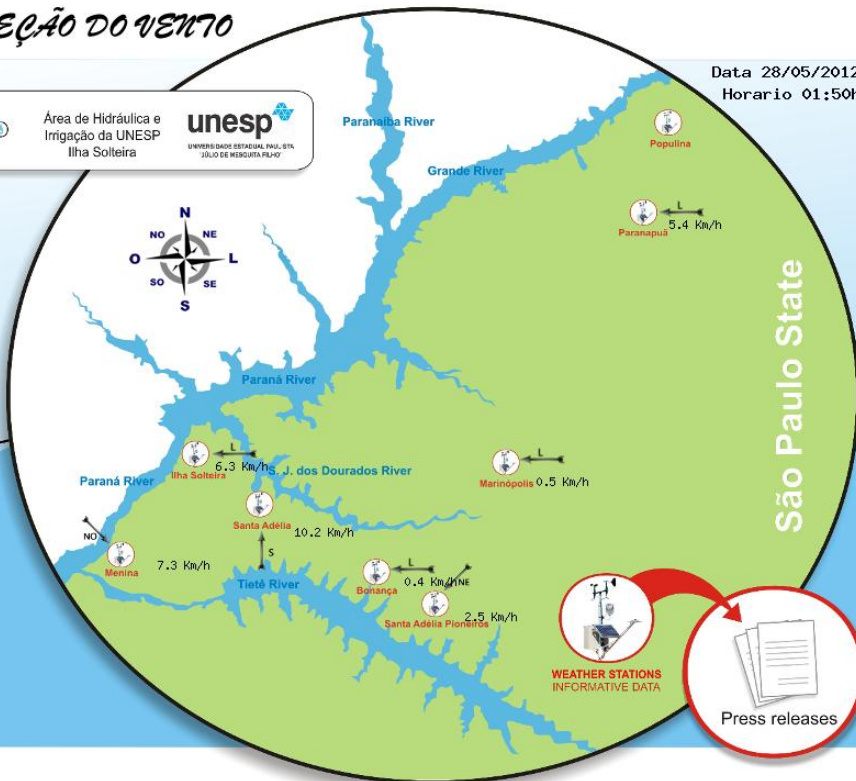 EÇÃO DO VENTO
Data 28/05/2012
Horario 01:50h
Área de Hidráulica e
Irrigação da UNESP
Ilha Solteira
unesp
UNIVERSIDADE ESTADUAL PAULISTA
"JÚLIO DE MESQUITA FILHO"
Paranaiba River
Grande River
Populina
L
Paranapuã
5.4 Km/h
N
NO
NE
O
L
SO
SE
S
São Paulo State
Paraná River
L
Ilha Solteira
6.3 Km/h
S. J. dos Dourados River
L
Marinópolis
0.5 Km/h
Paraná River
Santa Adélia
10.2 Km/h
NO
Menina
7.3 Km/h
S
Tietê River
L
Bonança
0.4 Km/h
NE
Santa Adélia Pioneiros
2.5 Km/h
WEATHER STATIONS
INFORMATIVE DATA
Press releases